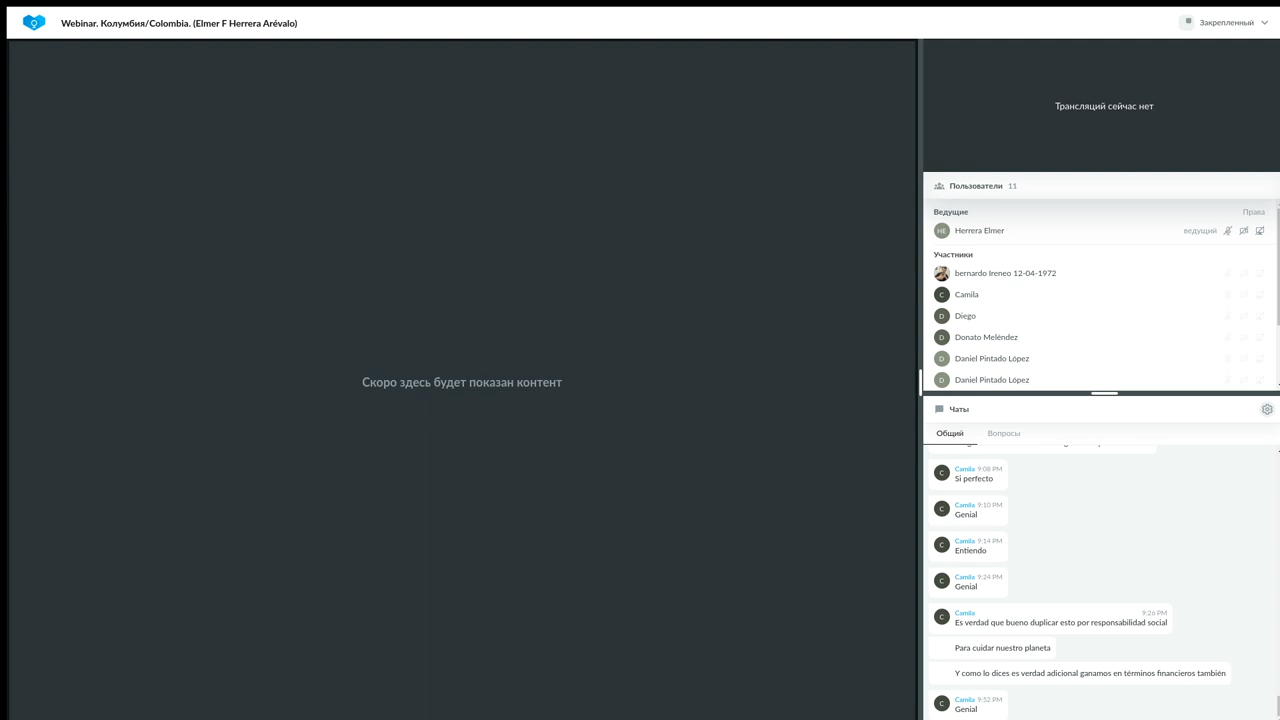 Webinar. Колумбия/Colombia. (Elmer F Herrera Arévalo)
Закрепленный
Скоро здесь будет показан контент
Трансляций сейчас нет
Пользователи 11
Ведущие Права
HE Herrera Elmer ведущий
Участники
bernardo Ireneo 12-04-1972
C Camila
D Diego
D Donato Meléndez
D Daniel Pintado López
D Daniel Pintado López
Чаты
Общий Вопросы
Camila 9:08 PM
C Si perfecto
Camila 9:10 PM
C Genial
Camila 9:14 PM
C Entiendo
Camila 9:24 PM
C Genial
Camila 9:26 PM
C Es verdad que bueno duplicar esto por responsabilidad social
Para cuidar nuestro planeta
Y como lo dices es verdad adicional ganamos en términos financieros también
Camila 9:52 PM
C Genial